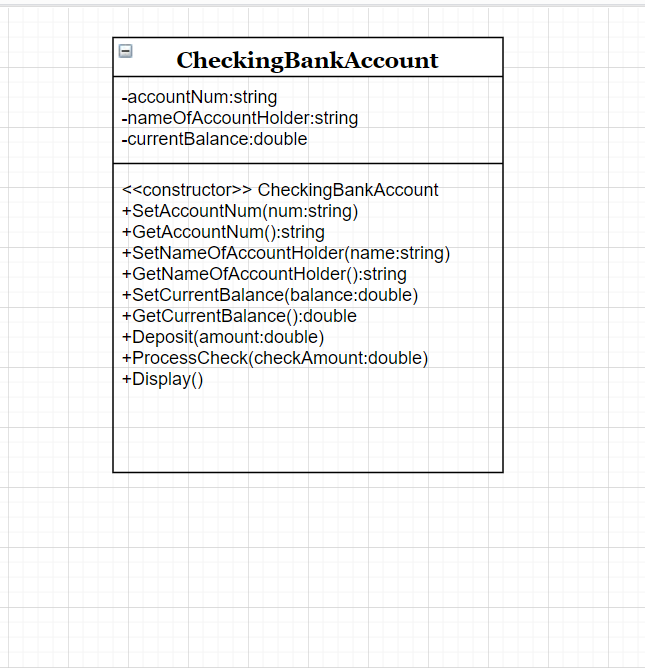 CheckingBankAccount
-accountNum:string
-nameOfAccountHolder:string
-currentBalance:double
<<constructor>> CheckingBankAccount
+SetAccountNum(num:string)
+GetAccountNum():string
+SetNameOfAccountHolder(name:string)
+GetNameOfAccountHolder():string
+SetCurrentBalance(balance:double)
+GetCurrentBalance():double
+Deposit(amount:double)
+ProcessCheck(checkAmount:double)
+Display()